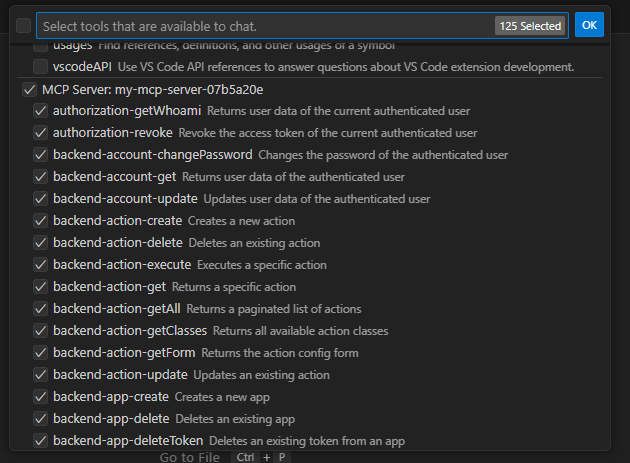 Select tools that are available to chat. 125 Selected OK
usages Find references, definitions, and other usages of a symbol
vscodeAPI Use VS Code API references to answer questions about VS Code extension development.
MCP Server: my-mcp-server-07b5a20e
authorization-getWhoami Returns user data of the current authenticated user
authorization-revoke Revoke the access token of the current authenticated user
backend-account-changePassword Changes the password of the authenticated user
backend-account-get Returns user data of the authenticated user
backend-account-update Updates user data of the authenticated user
backend-action-create Creates a new action
backend-action-delete Deletes an existing action
backend-action-execute Executes a specific action
backend-action-get Returns a specific action
backend-action-getAll Returns a paginated list of actions
backend-action-getClasses Returns all available action classes
backend-action-getForm Returns the action config form
backend-action-update Updates an existing action
backend-app-create Creates a new app
backend-app-delete Deletes an existing app
backend-app-deleteToken Deletes an existing token from an app
Go to File Ctrl + P